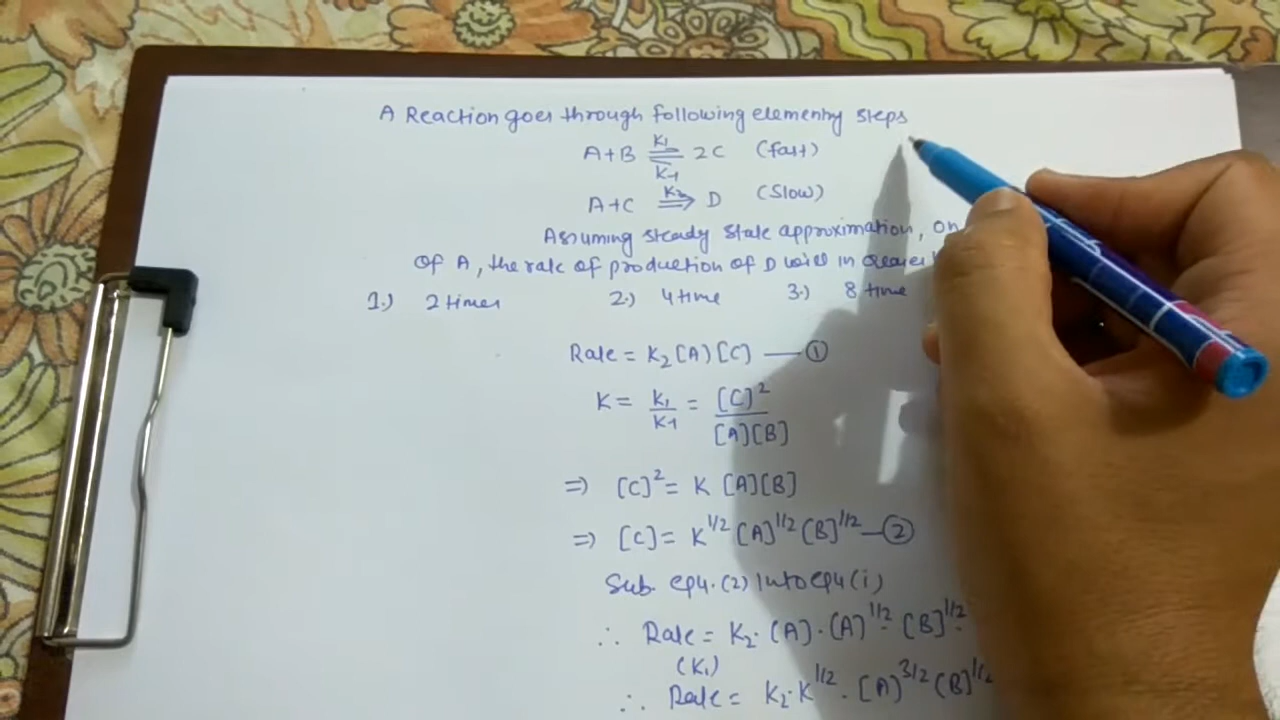 A Reaction goes through following elementry steps
A+B ⇌ 2C (fast)
K1
K-1
A+C ⇒ D (Slow)
K2
Assuming steady state approximation, on
of A, the rate of production of D will increase
1.) 2 times 2.) 4 time 3.) 8 time
Rate = K₂ [A] [C] — ①
K = K₁/K-1 = [C]²/[A][B]
⇒ [C]² = K [A][B]
⇒ [C] = K^1/2 [A]^1/2 [B]^1/2 — ②
Sub. eq4. (2) Into eq4 (i)
∴ Rate = K₂. [A] . [A]^1/2 . [B]^1/2
(K₁)
∴ Rate = K₂.K^1/2 . [A]^3/2 [B]^1/2